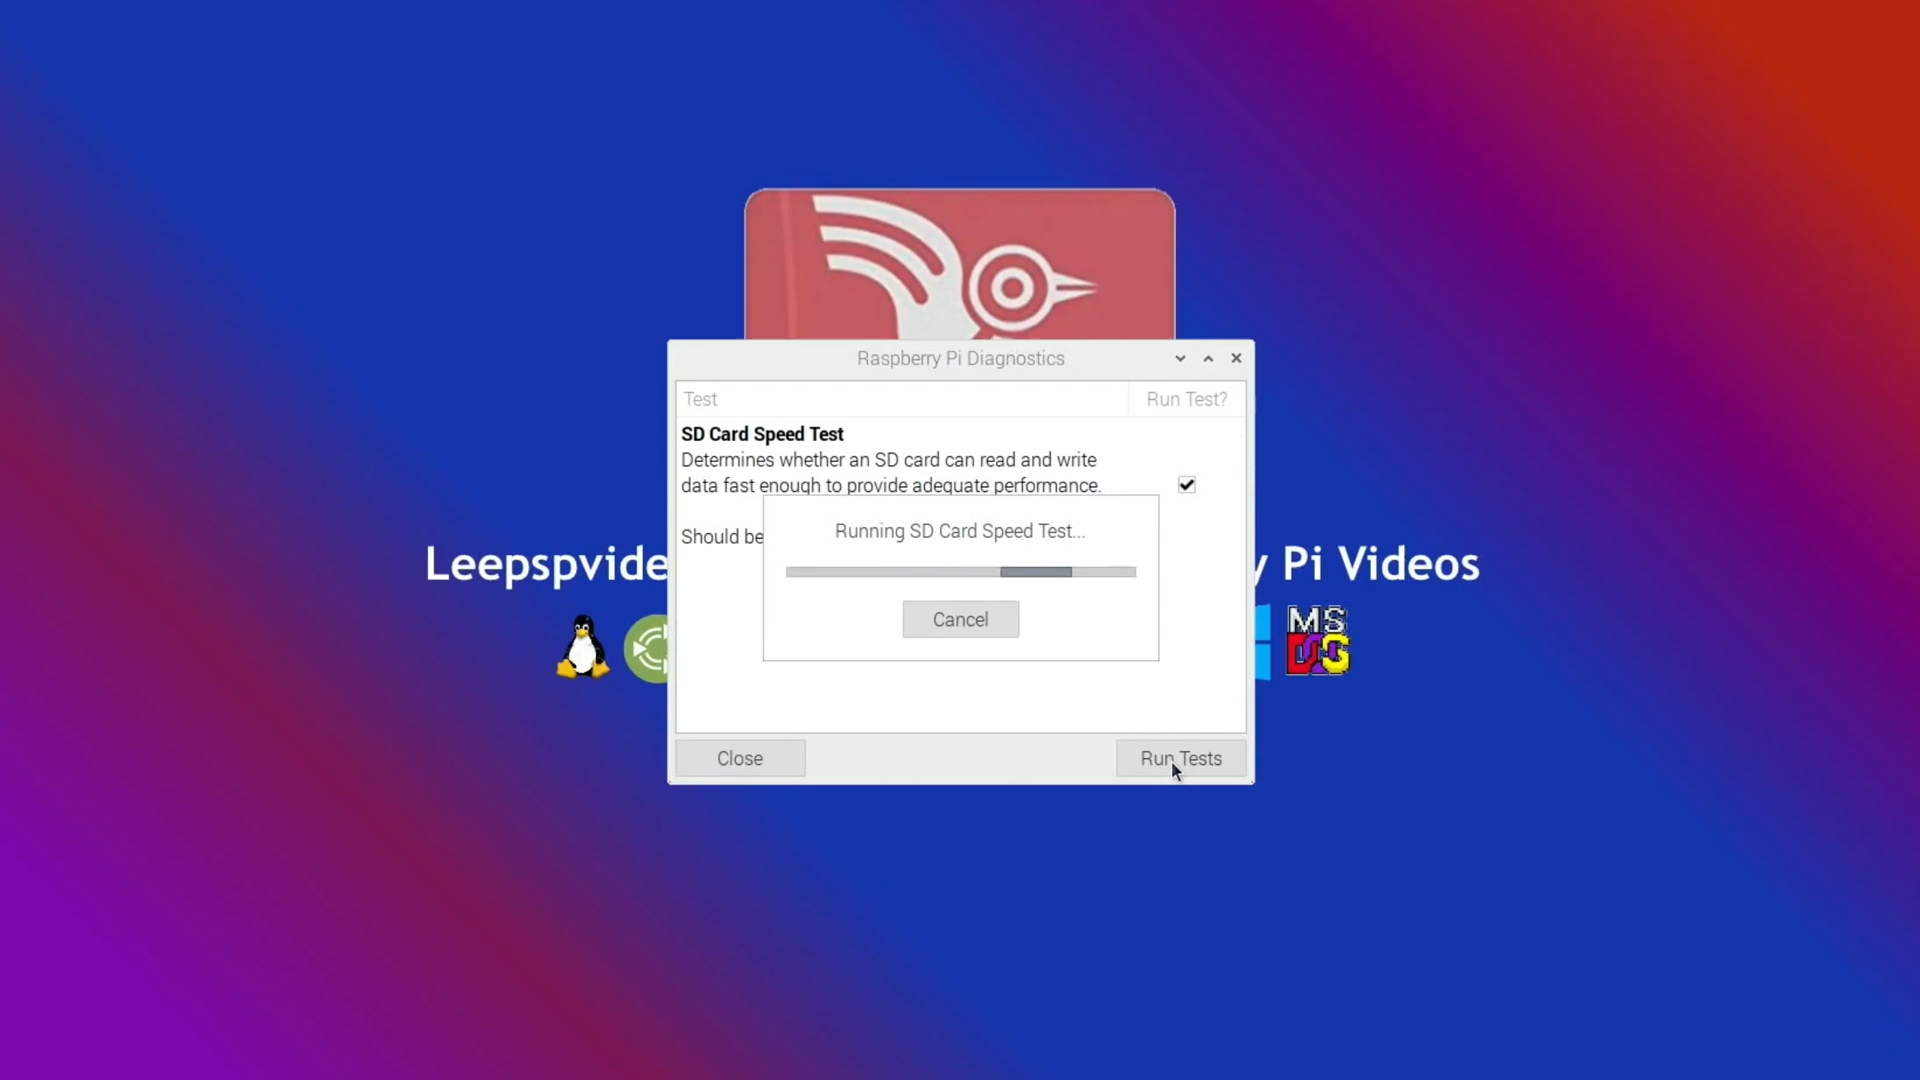 Raspberry Pi Diagnostics
Test Run Test?
SD Card Speed Test
Determines whether an SD card can read and write
data fast enough to provide adequate performance.
Should be
Running SD Card Speed Test...
Cancel
Leepspvide
y Pi Videos
MS
Close
Run Tests